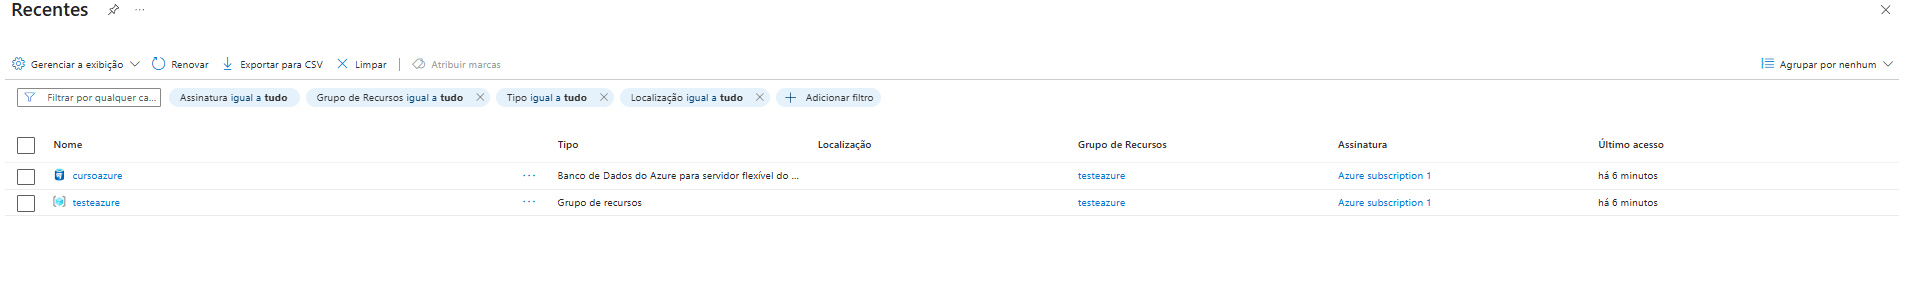 Recentes ...
Gerenciar a exibição Renovar Exportar para CSV Limpar | Atribuir marcas Agrupar por nenhum
Filtrar por qualquer ca... Assinatura igual a tudo Grupo de Recursos igual a tudo Tipo igual a tudo Localização igual a tudo Adicionar filtro
Nome Tipo Localização Grupo de Recursos Assinatura Último acesso
cursoazure ... Banco de Dados do Azure para servidor flexível do ... testeazure Azure subscription 1 há 6 minutos
testeazure ... Grupo de recursos testeazure Azure subscription 1 há 6 minutos